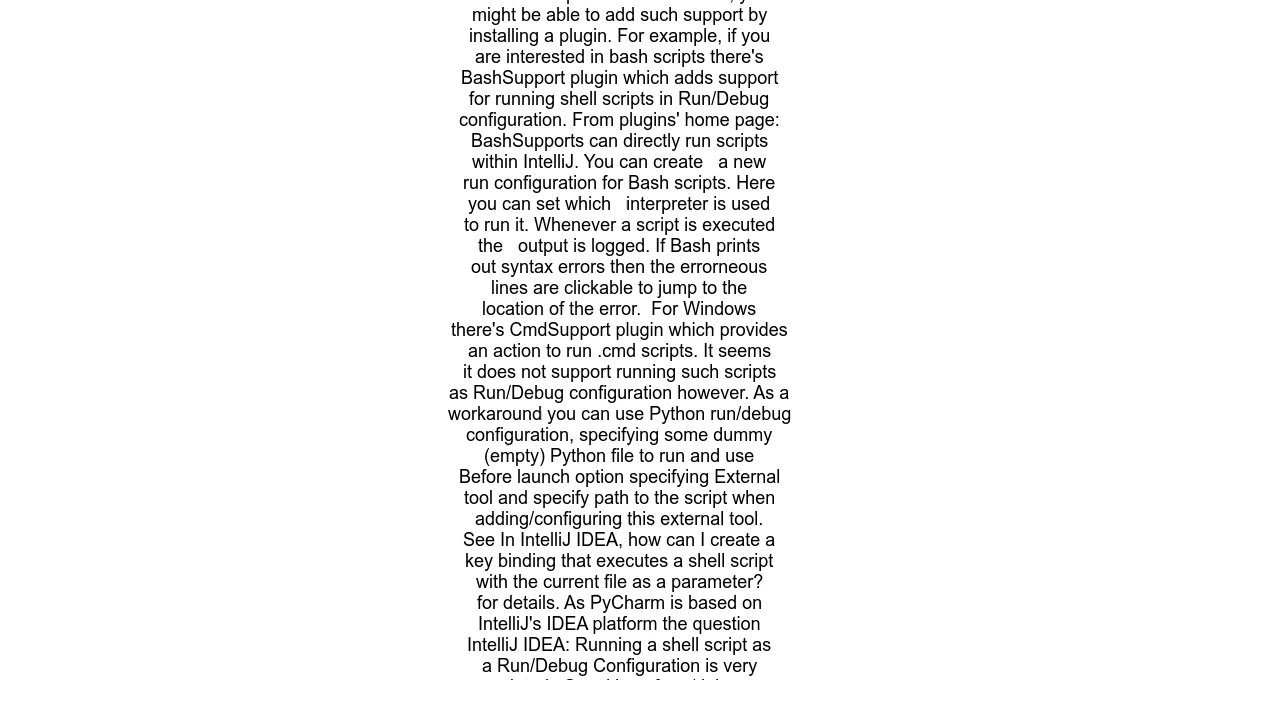 might be able to add such support by
installing a plugin. For example, if you
are interested in bash scripts there's
BashSupport plugin which adds support
for running shell scripts in Run/Debug
configuration. From plugins' home page:
BashSupports can directly run scripts
within IntelliJ. You can create   a new
run configuration for Bash scripts. Here
you can set which   interpreter is used
to run it. Whenever a script is executed
the   output is logged. If Bash prints
out syntax errors then the errorneous
lines are clickable to jump to the
location of the error.  For Windows
there's CmdSupport plugin which provides
an action to run .cmd scripts. It seems
it does not support running such scripts
as Run/Debug configuration however. As a
workaround you can use Python run/debug
configuration, specifying some dummy
(empty) Python file to run and use
Before launch option specifying External
tool and specify path to the script when
adding/configuring this external tool.
See In IntelliJ IDEA, how can I create a
key binding that executes a shell script
with the current file as a parameter?
for details. As PyCharm is based on
IntelliJ's IDEA platform the question
IntelliJ IDEA: Running a shell script as
a Run/Debug Configuration is very